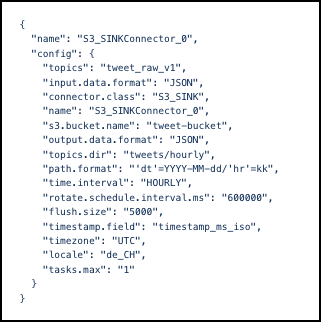 {
"name": "S3_SINKConnector_0",
"config": {
"topics": "tweet_raw_v1",
"input.data.format": "JSON",
"connector.class": "S3_SINK",
"name": "S3_SINKConnector_0",
"s3.bucket.name": "tweet-bucket",
"output.data.format": "JSON",
"topics.dir": "tweets/hourly",
"path.format": "'dt'=YYYY-MM-dd/'hr'=kk",
"time.interval": "HOURLY",
"rotate.schedule.interval.ms": "600000",
"flush.size": "5000",
"timestamp.field": "timestamp_ms_iso",
"timezone": "UTC",
"locale": "de_CH",
"tasks.max": "1"
}
}